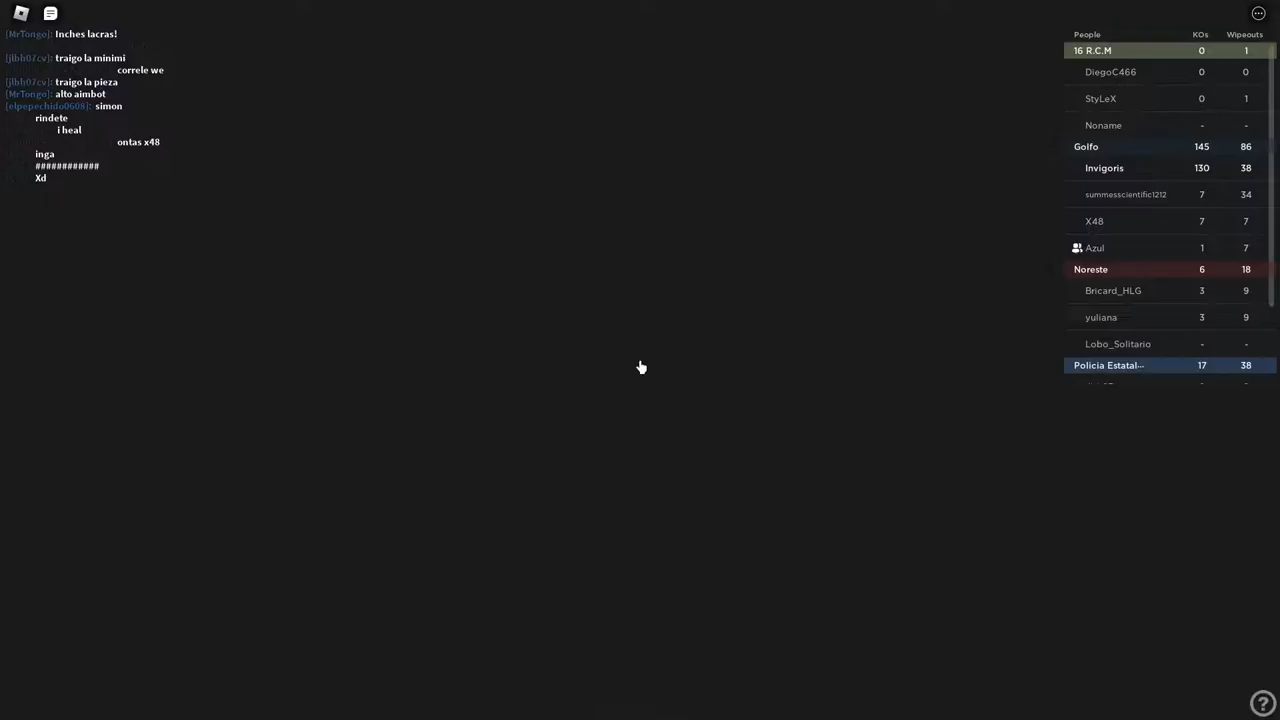 [MrTongo]: Inches lacras!
[jlbh07cv]: traigo la minimi
correle we
[jlbh07cv]: traigo la pieza
[MrTongo]: alto aimbot
[elpepechido0608]: simon
rindete
i heal
ontas x48
inga
############
Xd
People KOs Wipeouts
16 R.C.M 0 1
DiegoC466 0 0
StyLeX 0 1
Noname - -
Golfo 145 86
Invigoris 130 38
summesscientific1212 7 34
X48 7 7
Azul 1 7
Noreste 6 18
Bricard_HLG 3 9
yuliana 3 9
Lobo_Solitario - -
Policia Estatal... 17 38
?